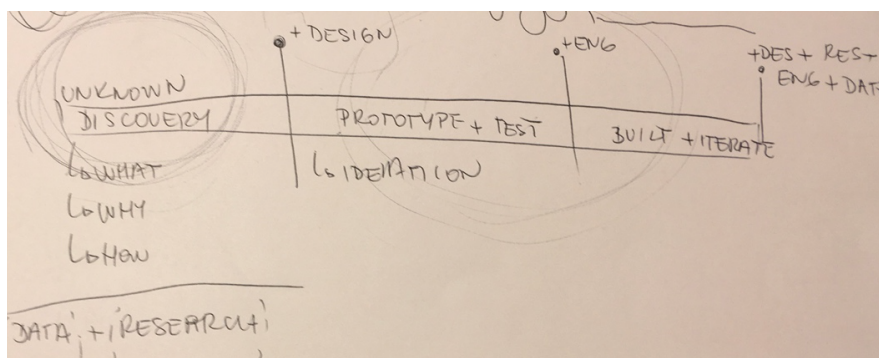 + DESIGN
+ENG
+DES + RES +
ENG + DAT
UNKNOWN
DISCOVERY
PROTOTYPE + TEST
BUILT + ITERATE
↳ WHAT
↳ IDEATION
↳ WHY
↳ HOW
DATA + RESEARCH